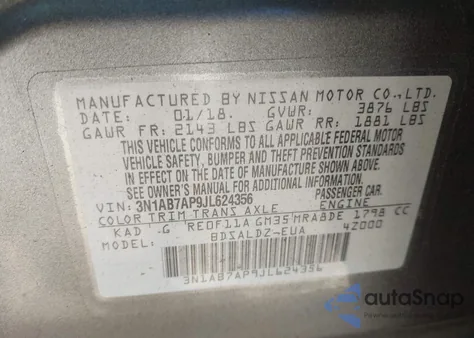 MANUFACTURED BY NISSAN MOTOR CO., LTD.
DATE: 01/18. GVWR: 3876 LBS
GAWR FR: 2143 LBS GAWR RR: 1881 LBS
THIS VEHICLE CONFORMS TO ALL APPLICABLE FEDERAL MOTOR
VEHICLE SAFETY, BUMPER AND THEFT PREVENTION STANDARDS
IN EFFECT ON THE DATE OF MANUFACTURE SHOWN ABOVE.
SEE OWNER'S MANUAL FOR ADDITIONAL INFORMATION.
VIN: 3N1AB7AP9JL624356 PASSENGER CAR.
COLOR TRIM TRANS AXLE ENGINE
KAD G RE0F11A GM35 MRA8DE 1798 CC
MODEL: BDSALDZ-EUA 4Z000
3N1AB7AP9JL624356
autoSnap